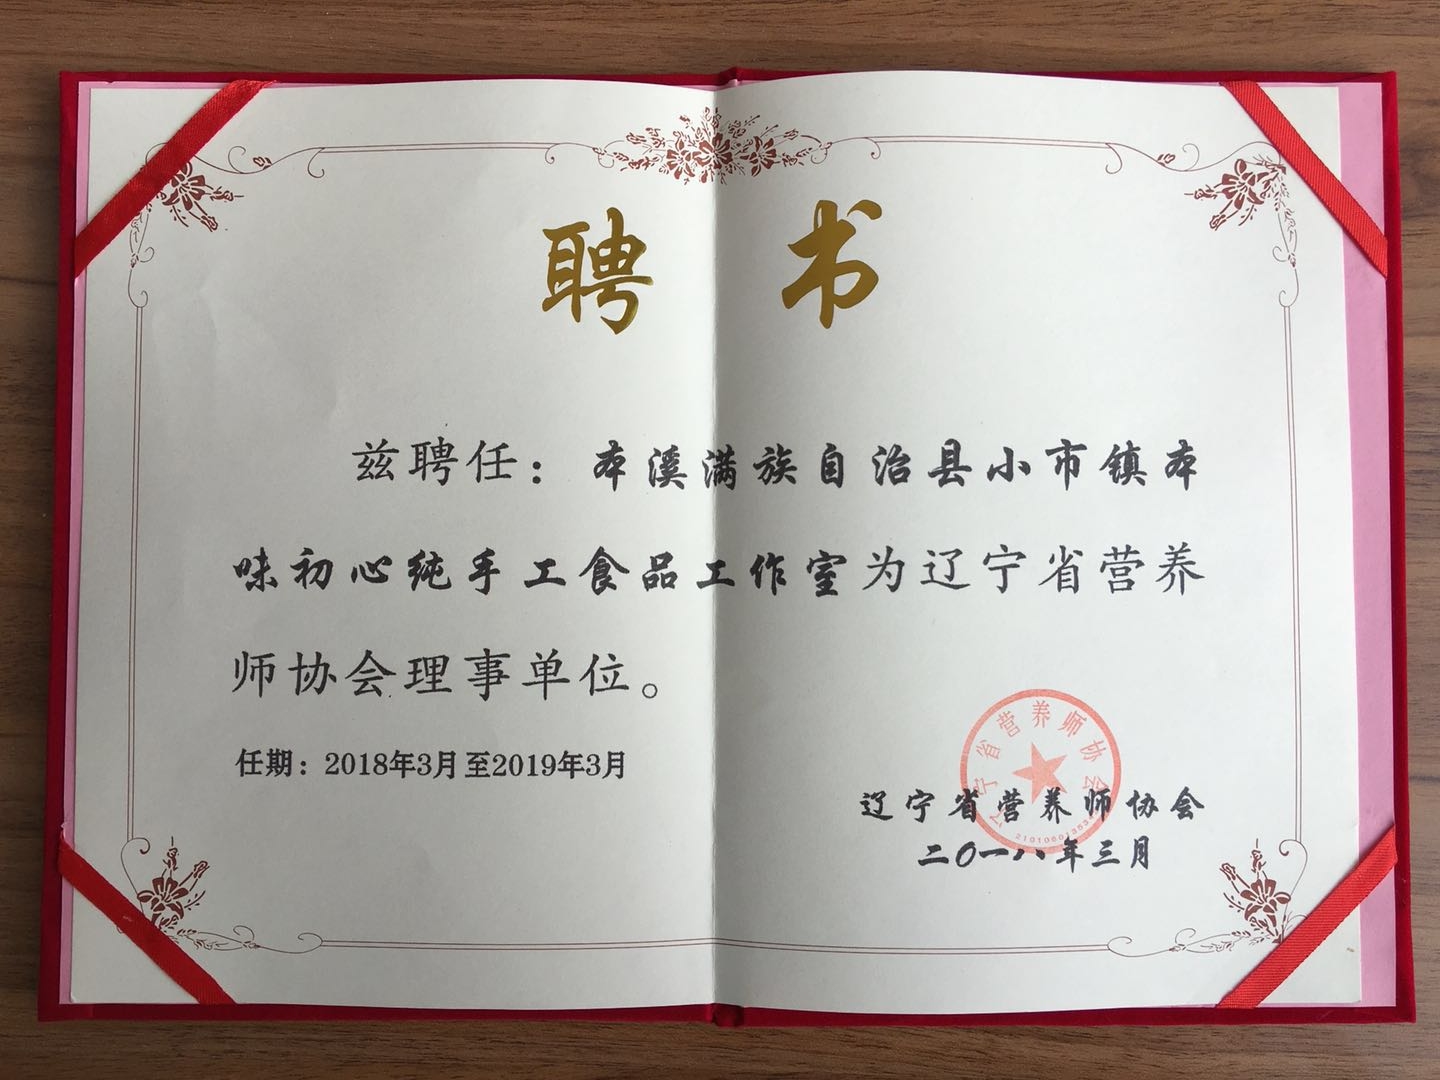 聘书
兹聘任：本溪满族自治县小市镇本
味初心纯手工食品工作室为辽宁省营养
师协会理事单位。
任期：2018年3月至2019年3月
辽宁省营养师协会
辽宁省营养师协会
二〇一八年三月